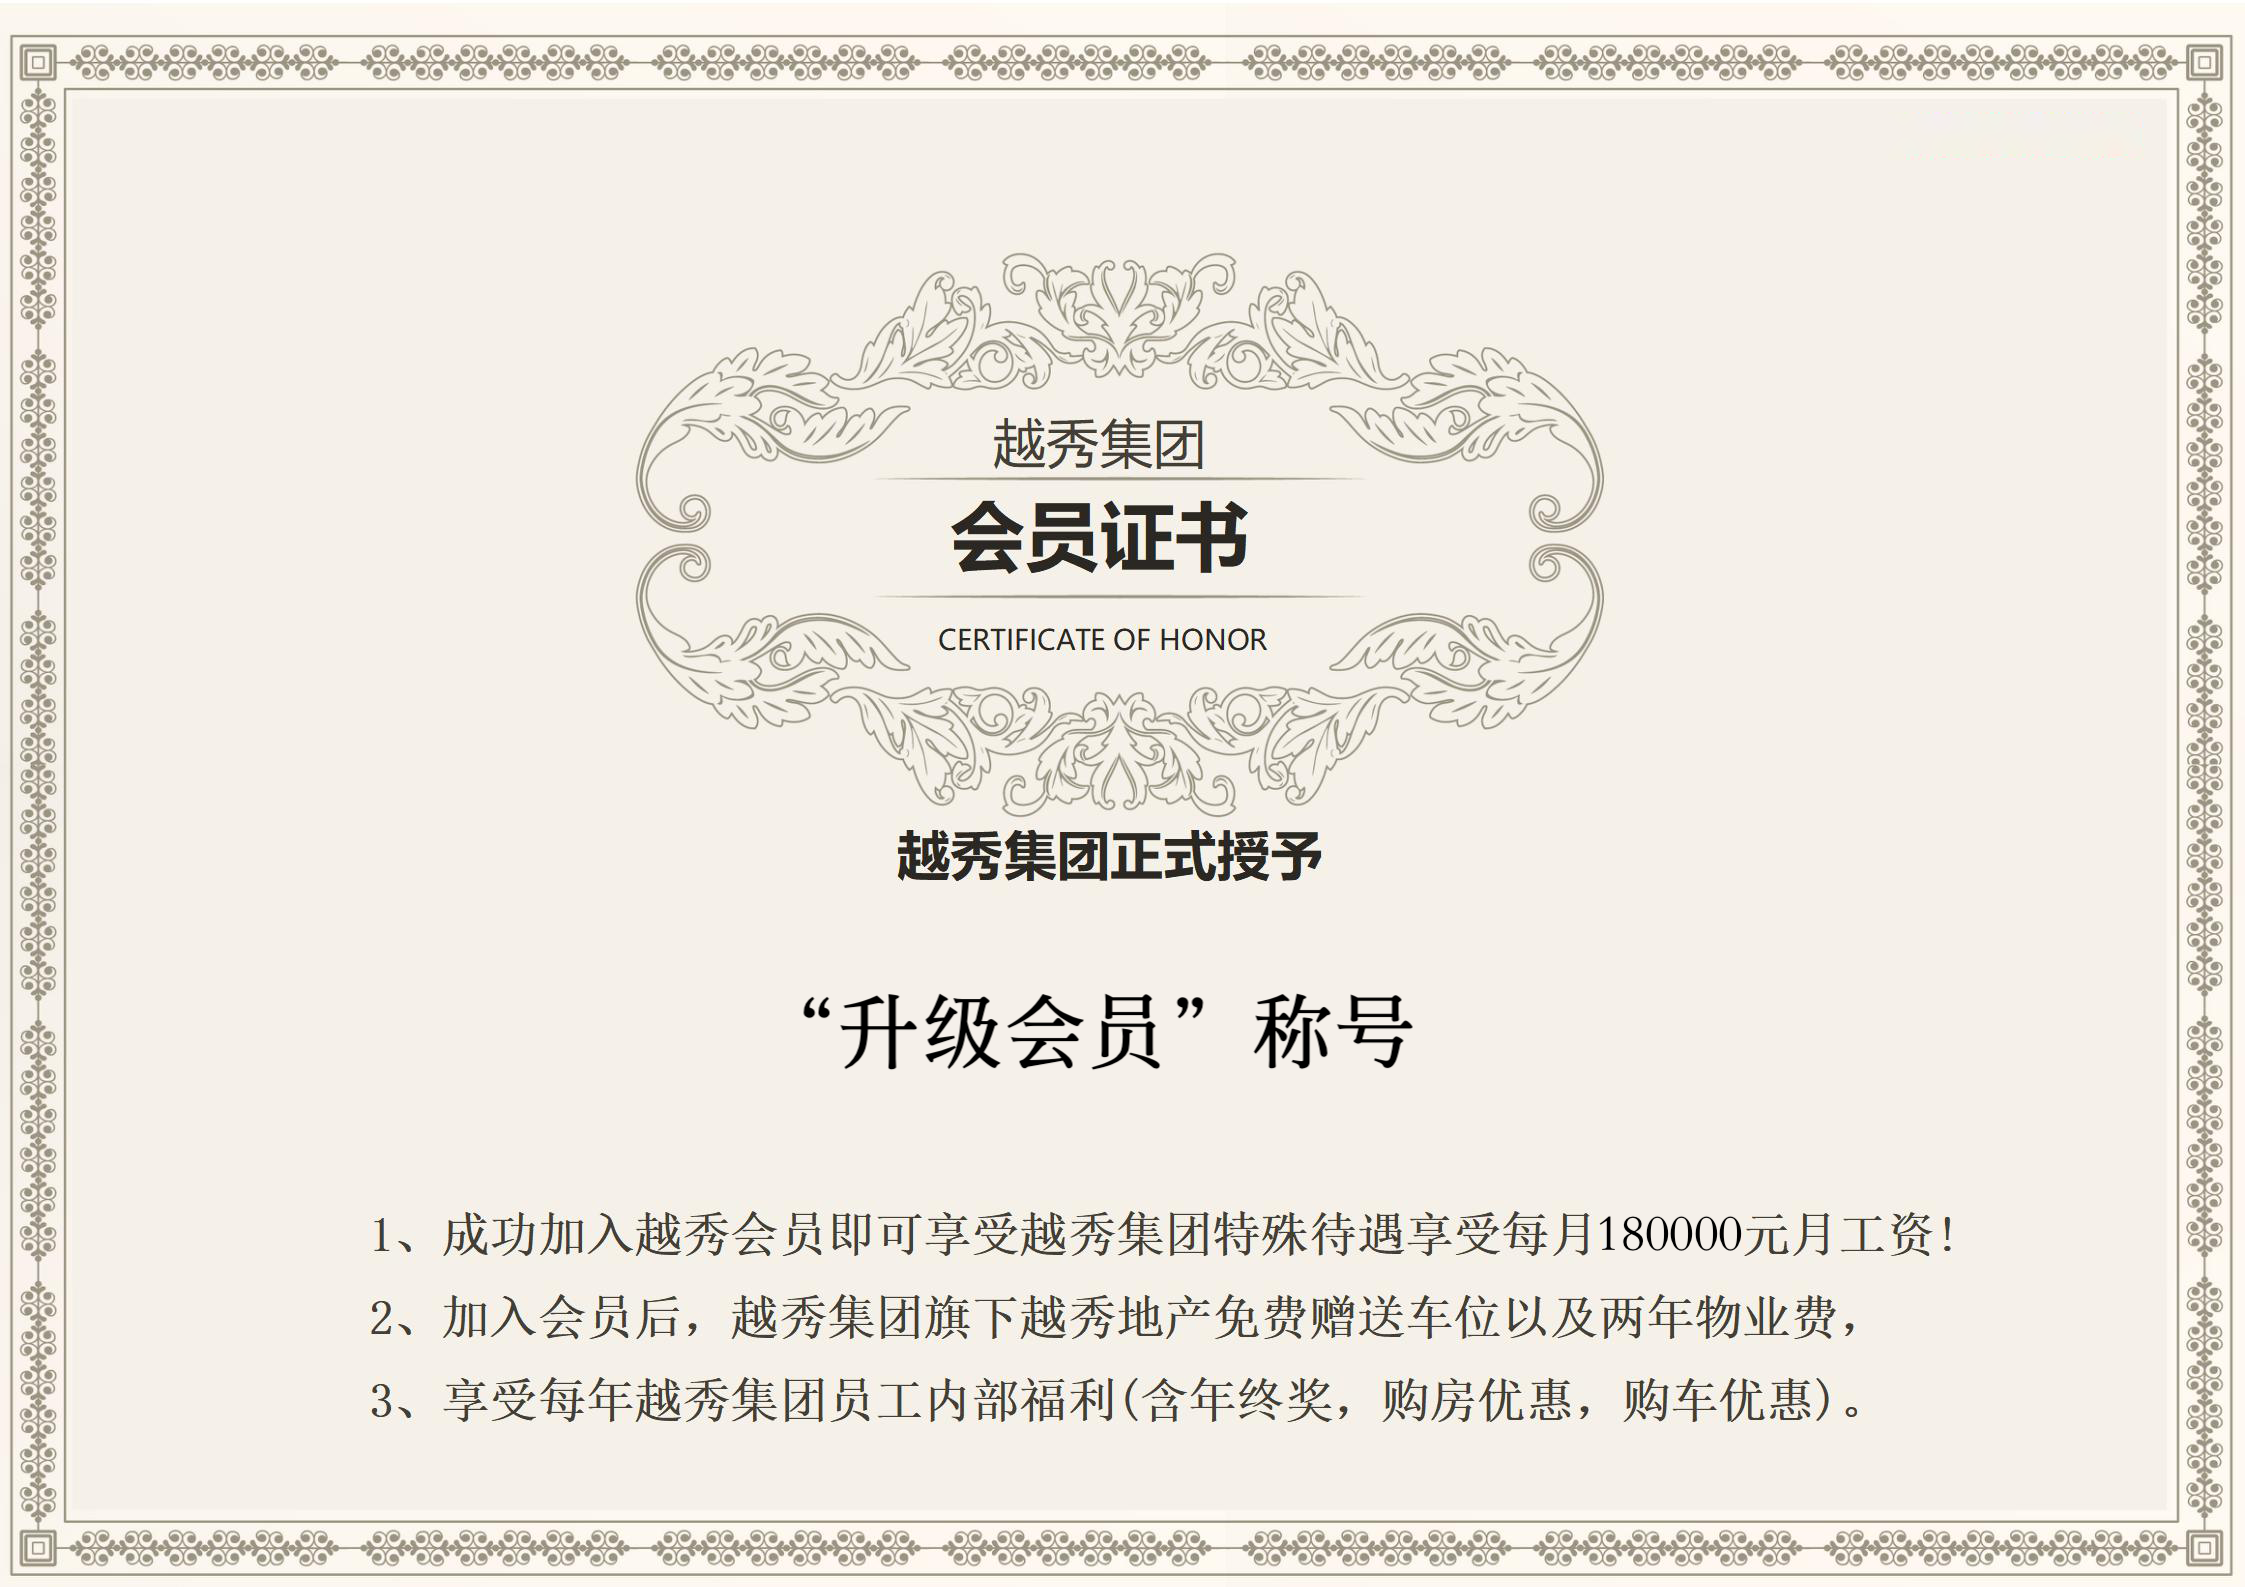 越秀集团
会员证书
CERTIFICATE OF HONOR
越秀集团正式授予
“升级会员”称号
1、成功加入越秀会员即可享受越秀集团特殊待遇享受每月180000元月工资！
2、加入会员后，越秀集团旗下越秀地产免费赠送车位以及两年物业费，
3、享受每年越秀集团员工内部福利(含年终奖，购房优惠，购车优惠)。